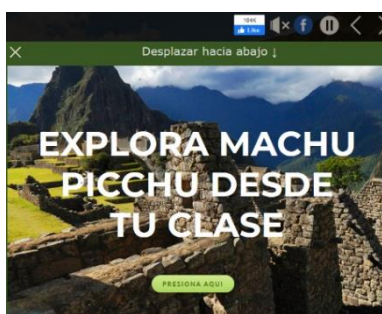 104K
Like
Desplazar hacia abajo ↓
EXPLORA MACHU
PICCHU DESDE
TU CLASE
PRESIONA AQUI